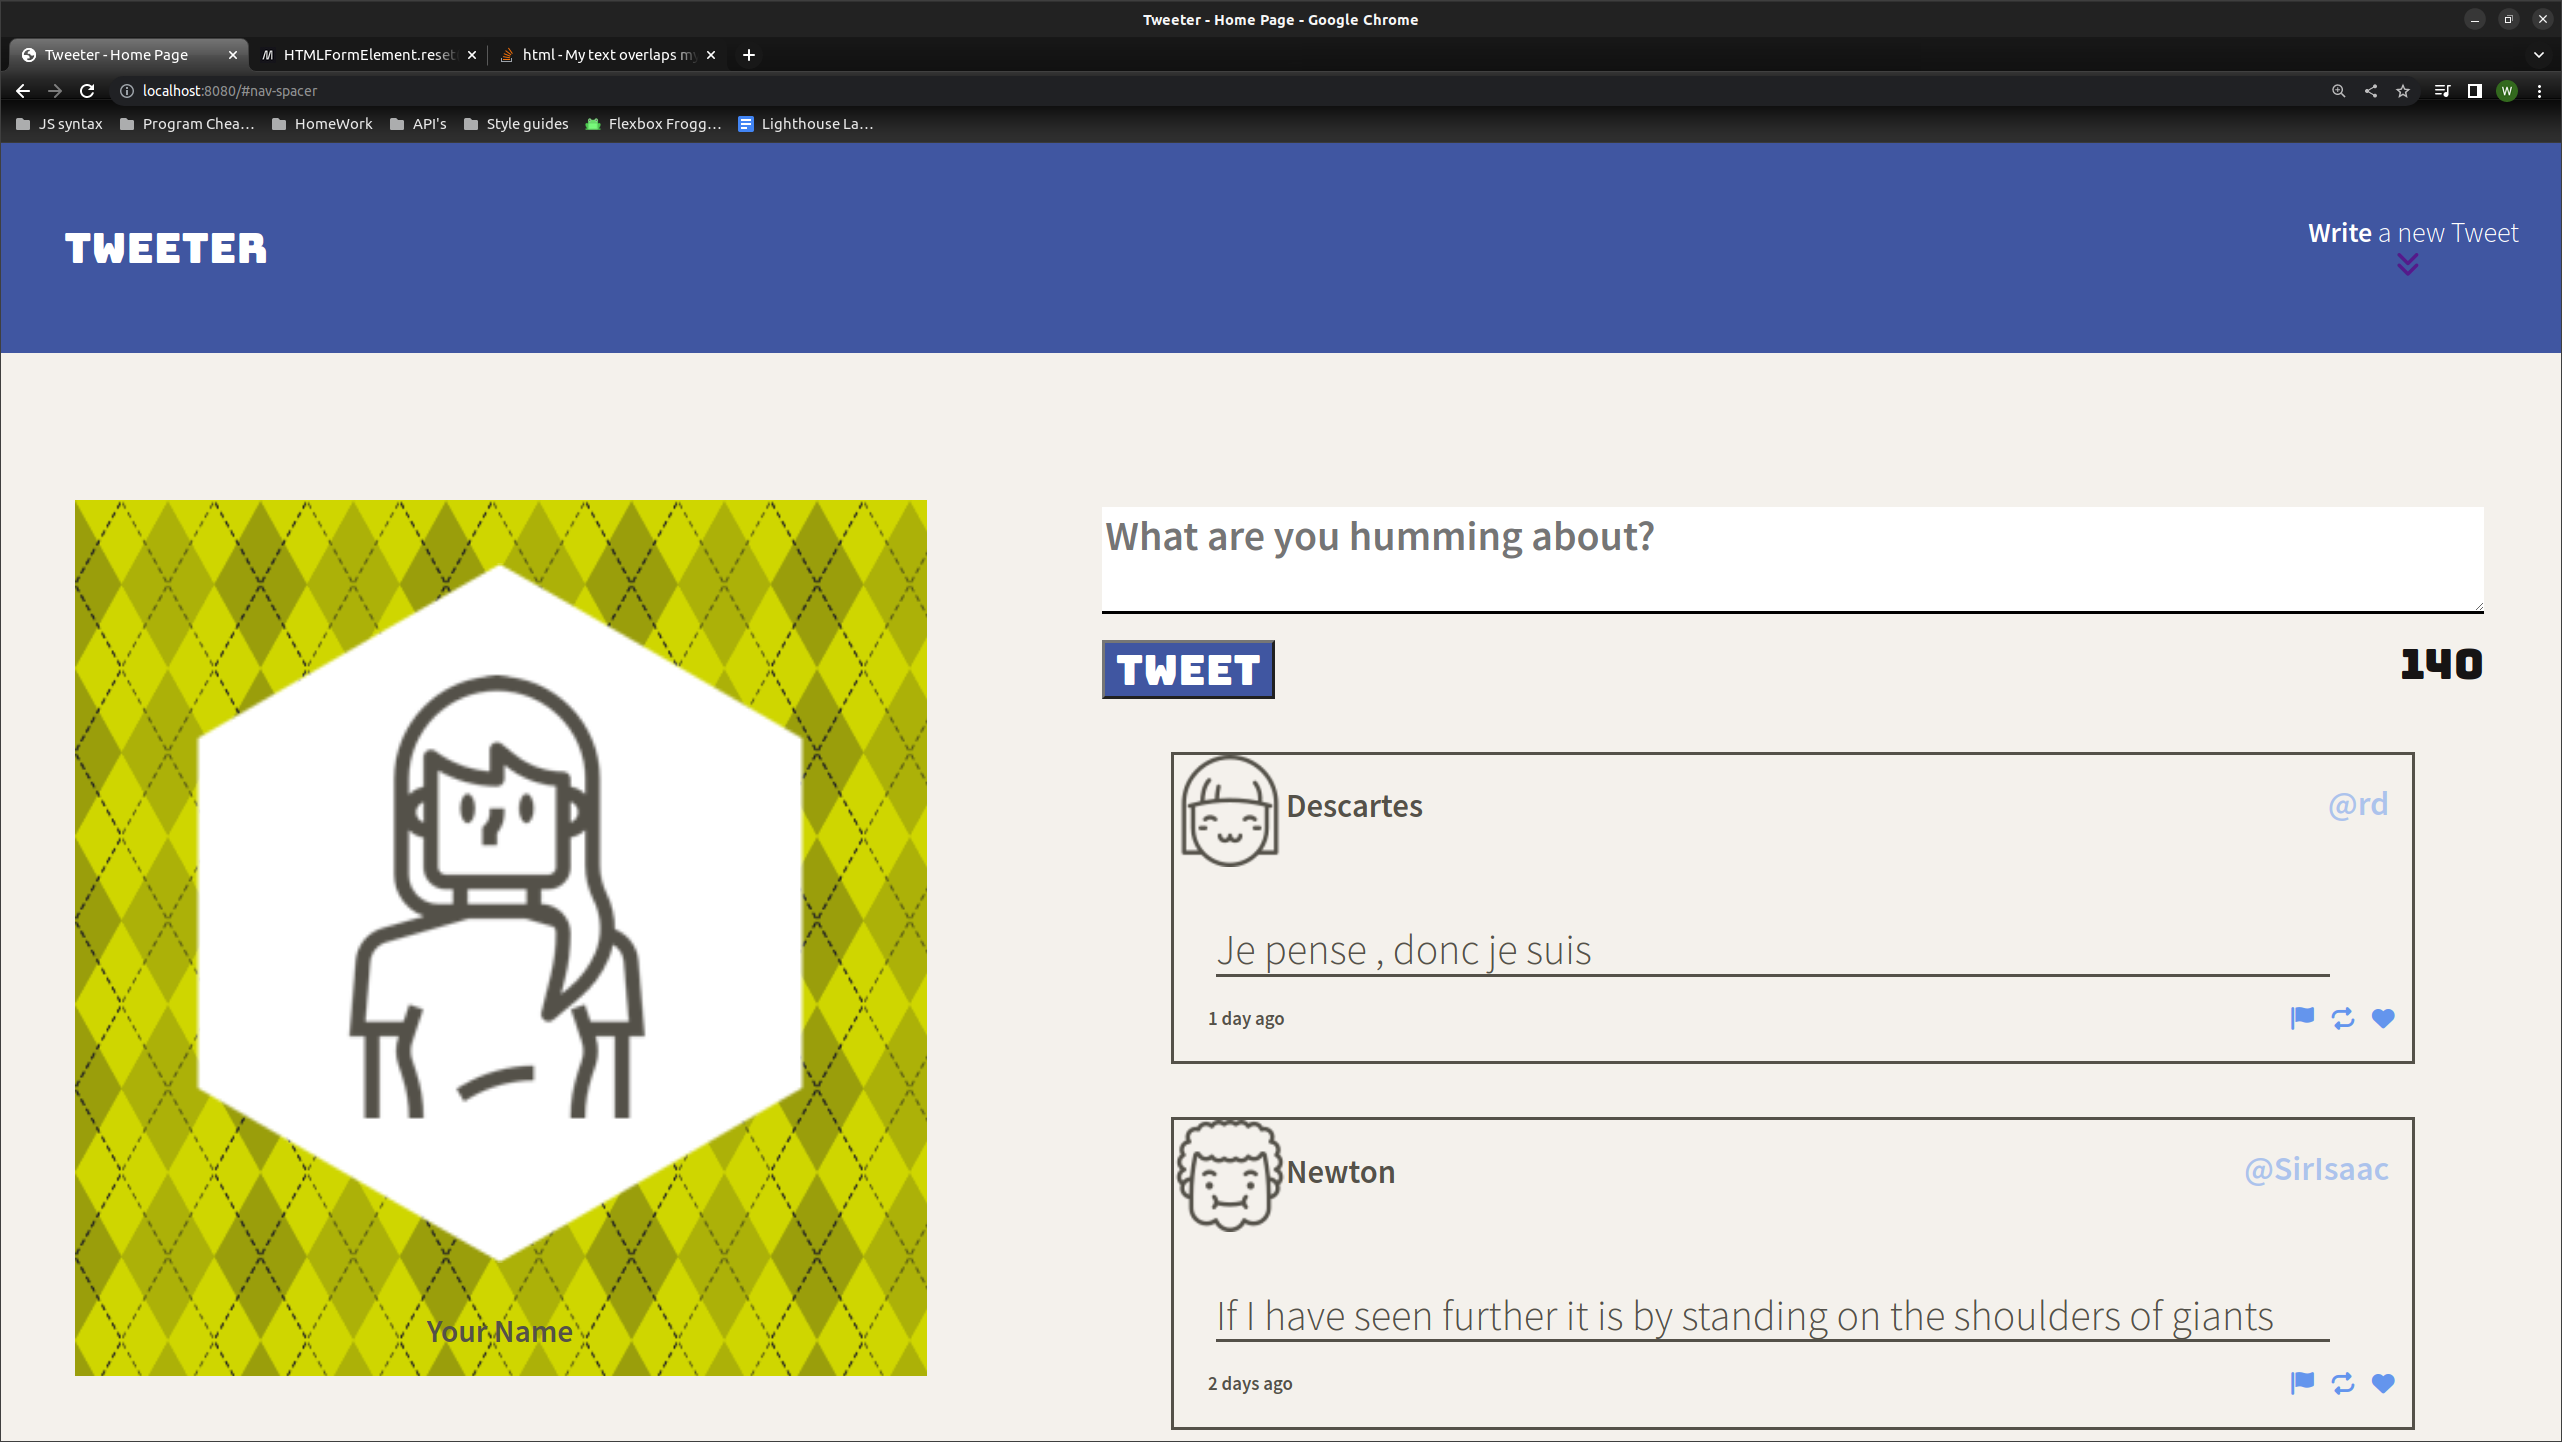 Tweeter - Home Page - Google Chrome
Tweeter - Home Page
HTMLFormElement.reset
html - My text overlaps my
localhost:8080/#nav-spacer
W
JS syntax
Program Chea...
HomeWork
API's
Style guides
Flexbox Frogg...
Lighthouse La...
TWEETER
Write a new Tweet
What are you humming about?
TWEET
140
Descartes
@rd
Je pense , donc je suis
1 day ago
Newton
@SirIsaac
If I have seen further it is by standing on the shoulders of giants
2 days ago
Your Name